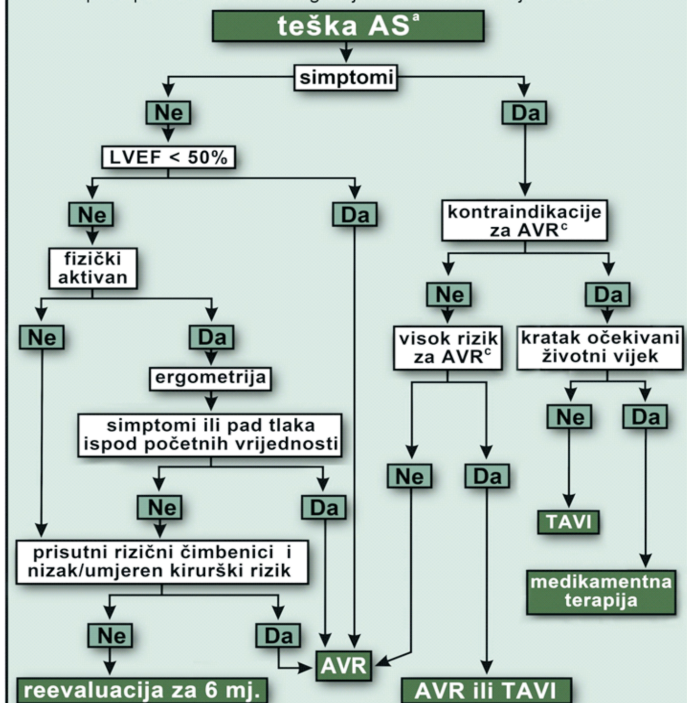 teška ASᵃ
simptomi
Ne
Da
LVEF < 50%
Ne
Da
kontraindikacije
za AVRᶜ
fizički
aktivan
Ne
Da
Ne
Da
visok rizik
za AVRᶜ
kratak očekivani
životni vijek
ergometrija
Ne
Da
simptomi ili pad tlaka
ispod početnih vrijednosti
Ne
Da
Ne
Da
TAVI
prisutni rizični čimbenici i
nizak/umjeren kirurški rizik
medikamentna
terapija
Ne
Da
AVR
reevaluacija za 6 mj.
AVR ili TAVI